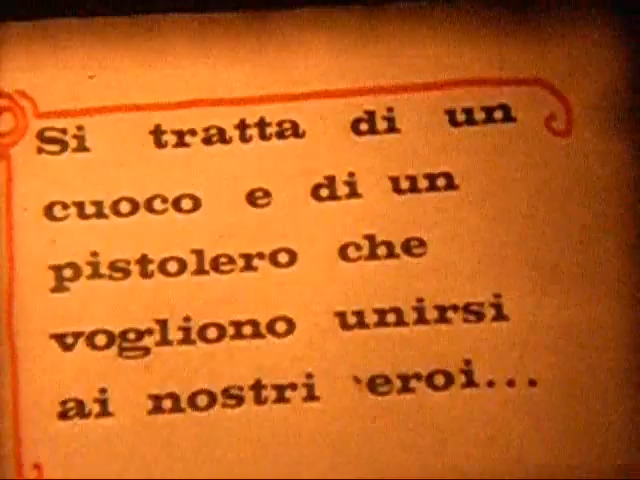 Si tratta di un
cuoco e di un
pistolero che
vogliono unirsi
ai nostri eroi...